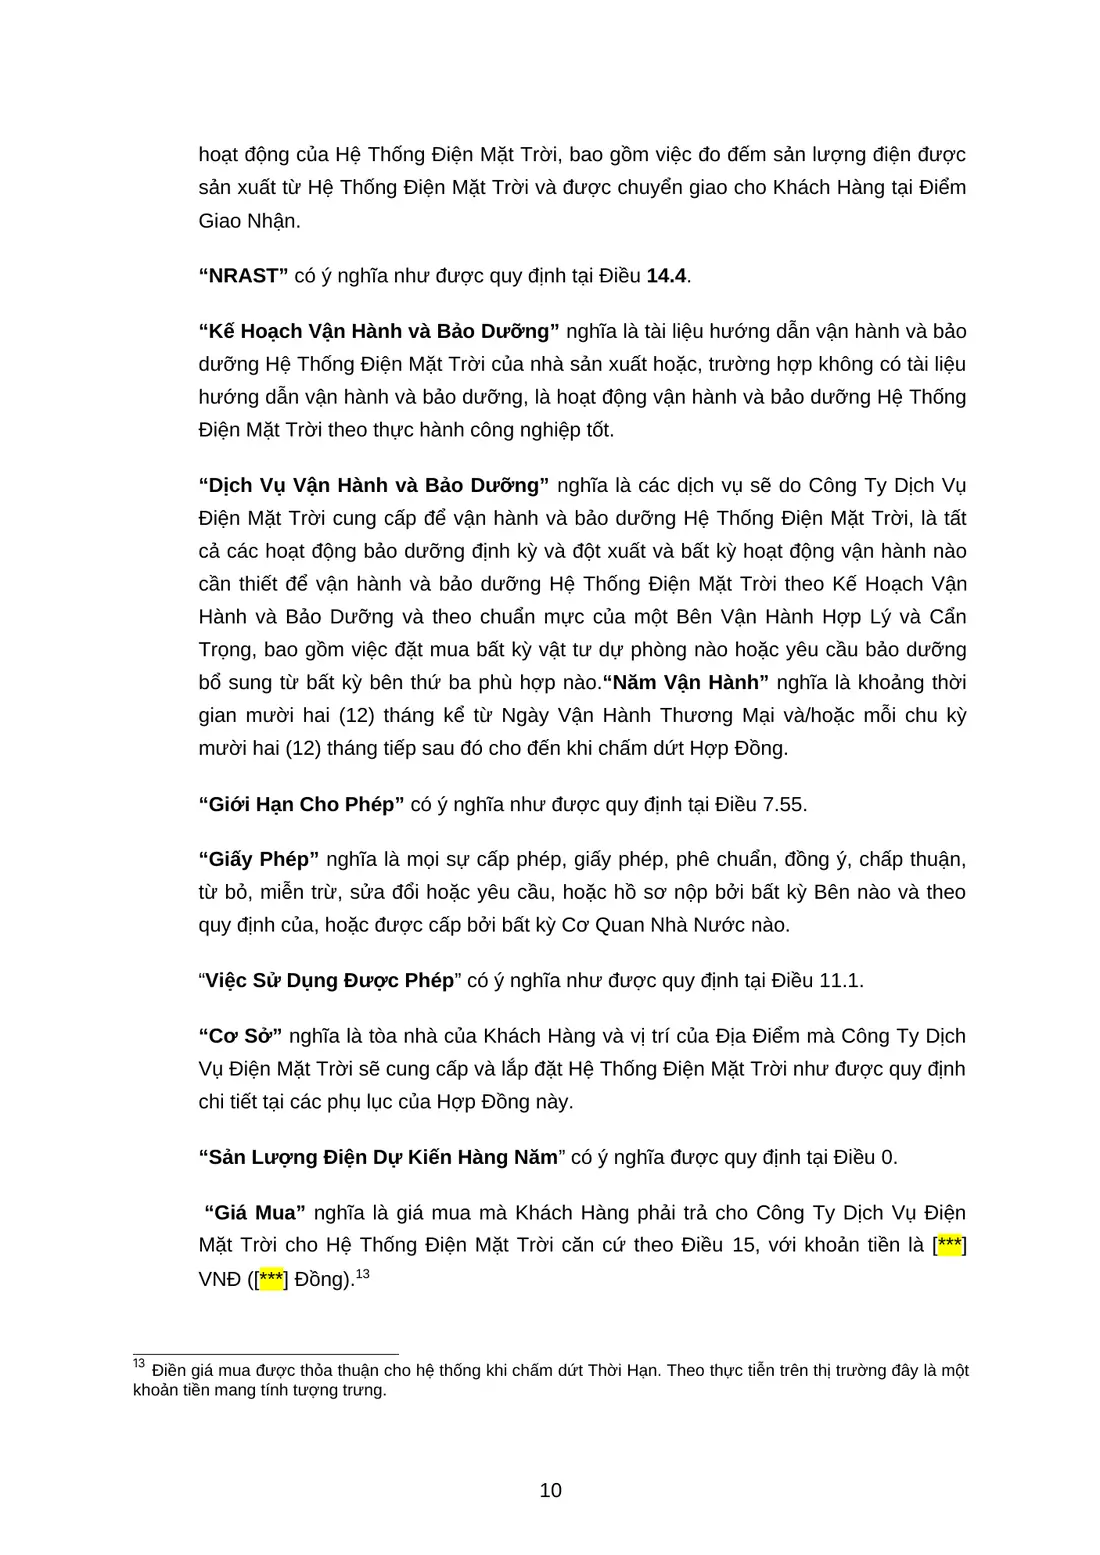 hoạt động của Hệ Thống Điện Mặt Trời, bao gồm việc đo đếm sản lượng điện được
sản xuất từ Hệ Thống Điện Mặt Trời và được chuyển giao cho Khách Hàng tại Điểm
Giao Nhận.
“NRAST” có ý nghĩa như được quy định tại Điều 14.4.
“Kế Hoạch Vận Hành và Bảo Dưỡng” nghĩa là tài liệu hướng dẫn vận hành và bảo
dưỡng Hệ Thống Điện Mặt Trời của nhà sản xuất hoặc, trường hợp không có tài liệu
hướng dẫn vận hành và bảo dưỡng, là hoạt động vận hành và bảo dưỡng Hệ Thống
Điện Mặt Trời theo thực hành công nghiệp tốt.
“Dịch Vụ Vận Hành và Bảo Dưỡng” nghĩa là các dịch vụ sẽ do Công Ty Dịch Vụ
Điện Mặt Trời cung cấp để vận hành và bảo dưỡng Hệ Thống Điện Mặt Trời, là tất
cả các hoạt động bảo dưỡng định kỳ và đột xuất và bất kỳ hoạt động vận hành nào
cần thiết để vận hành và bảo dưỡng Hệ Thống Điện Mặt Trời theo Kế Hoạch Vận
Hành và Bảo Dưỡng và theo chuẩn mực của một Bên Vận Hành Hợp Lý và Cẩn
Trọng, bao gồm việc đặt mua bất kỳ vật tư dự phòng nào hoặc yêu cầu bảo dưỡng
bổ sung từ bất kỳ bên thứ ba phù hợp nào.“Năm Vận Hành” nghĩa là khoảng thời
gian mười hai (12) tháng kể từ Ngày Vận Hành Thương Mại và/hoặc mỗi chu kỳ
mười hai (12) tháng tiếp sau đó cho đến khi chấm dứt Hợp Đồng.
“Giới Hạn Cho Phép” có ý nghĩa như được quy định tại Điều 7.55.
“Giấy Phép” nghĩa là mọi sự cấp phép, giấy phép, phê chuẩn, đồng ý, chấp thuận,
từ bỏ, miễn trừ, sửa đổi hoặc yêu cầu, hoặc hồ sơ nộp bởi bất kỳ Bên nào và theo
quy định của, hoặc được cấp bởi bất kỳ Cơ Quan Nhà Nước nào.
“Việc Sử Dụng Được Phép” có ý nghĩa như được quy định tại Điều 11.1.
“Cơ Sở” nghĩa là tòa nhà của Khách Hàng và vị trí của Địa Điểm mà Công Ty Dịch
Vụ Điện Mặt Trời sẽ cung cấp và lắp đặt Hệ Thống Điện Mặt Trời như được quy định
chi tiết tại các phụ lục của Hợp Đồng này.
“Sản Lượng Điện Dự Kiến Hàng Năm” có ý nghĩa được quy định tại Điều 0.
“Giá Mua” nghĩa là giá mua mà Khách Hàng phải trả cho Công Ty Dịch Vụ Điện
Mặt Trời cho Hệ Thống Điện Mặt Trời căn cứ theo Điều 15, với khoản tiền là [***]
VNĐ ([***] Đồng).13
13 Điền giá mua được thỏa thuận cho hệ thống khi chấm dứt Thời Hạn. Theo thực tiễn trên thị trường đây là một
khoản tiền mang tính tượng trưng.
10